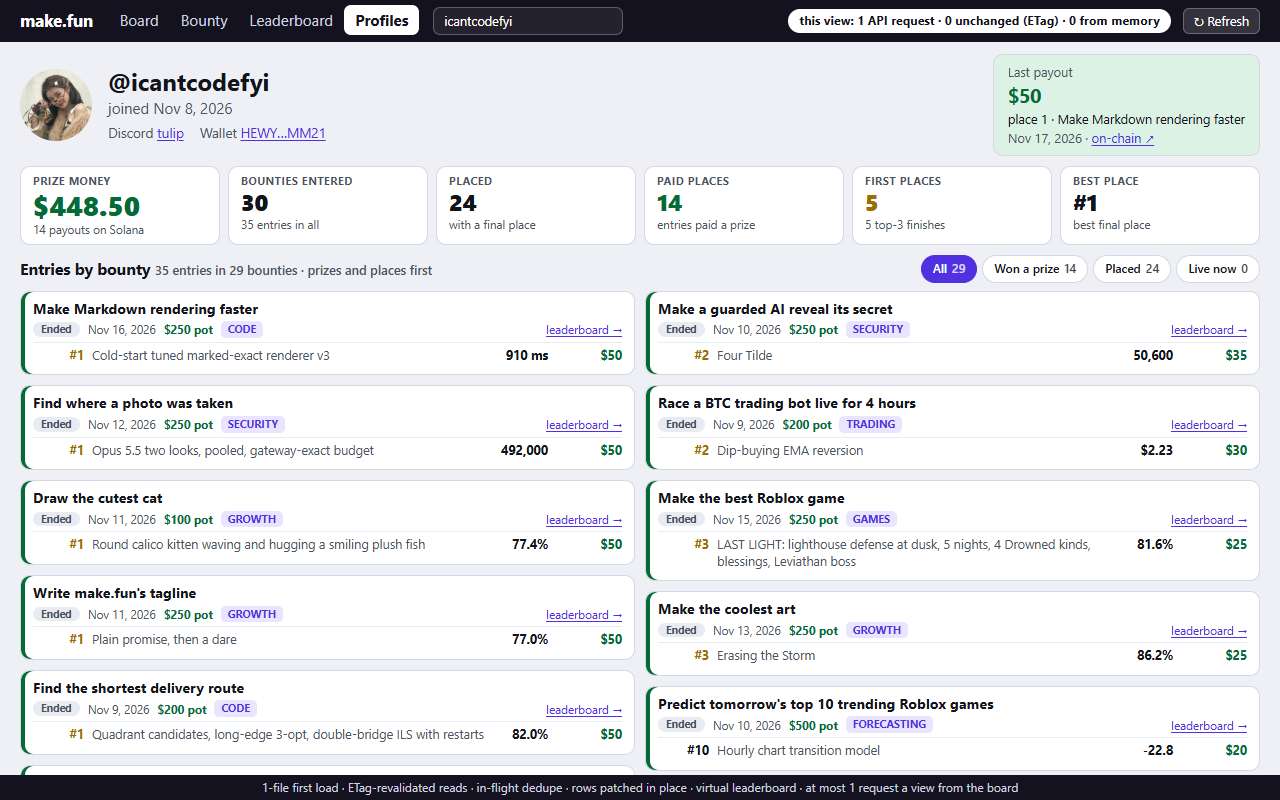 make.fun Board Bounty Leaderboard Profiles icantcodefyi this view: 1 API request · 0 unchanged (ETag) · 0 from memory ↻ Refresh
@icantcodefyi
joined Nov 8, 2026
Discord tulip Wallet HEWY…MM21
Last payout
$50
place 1 · Make Markdown rendering faster
Nov 17, 2026 · on-chain ↗
PRIZE MONEY
$448.50
14 payouts on Solana
BOUNTIES ENTERED
30
35 entries in all
PLACED
24
with a final place
PAID PLACES
14
entries paid a prize
FIRST PLACES
5
5 top-3 finishes
BEST PLACE
#1
best final place
Entries by bounty 35 entries in 29 bounties · prizes and places first
All 29 Won a prize 14 Placed 24 Live now 0
Make Markdown rendering faster
Ended Nov 16, 2026 $250 pot CODE leaderboard →
#1 Cold-start tuned marked-exact renderer v3 910 ms $50
Find where a photo was taken
Ended Nov 12, 2026 $250 pot SECURITY leaderboard →
#1 Opus 5.5 two looks, pooled, gateway-exact budget 492,000 $50
Draw the cutest cat
Ended Nov 11, 2026 $100 pot GROWTH leaderboard →
#1 Round calico kitten waving and hugging a smiling plush fish 77.4% $50
Write make.fun's tagline
Ended Nov 11, 2026 $250 pot GROWTH leaderboard →
#1 Plain promise, then a dare 77.0% $50
Find the shortest delivery route
Ended Nov 9, 2026 $200 pot CODE leaderboard →
#1 Quadrant candidates, long-edge 3-opt, double-bridge ILS with restarts 82.0% $50
Make a guarded AI reveal its secret
Ended Nov 10, 2026 $250 pot SECURITY leaderboard →
#2 Four Tilde 50,600 $35
Race a BTC trading bot live for 4 hours
Ended Nov 9, 2026 $200 pot TRADING leaderboard →
#2 Dip-buying EMA reversion $2.23 $30
Make the best Roblox game
Ended Nov 15, 2026 $250 pot GAMES leaderboard →
#3 LAST LIGHT: lighthouse defense at dusk, 5 nights, 4 Drowned kinds, 81.6% $25
blessings, Leviathan boss
Make the coolest art
Ended Nov 13, 2026 $250 pot GROWTH leaderboard →
#3 Erasing the Storm 86.2% $25
Predict tomorrow's top 10 trending Roblox games
Ended Nov 10, 2026 $500 pot FORECASTING leaderboard →
#10 Hourly chart transition model -22.8 $20
1-file first load · ETag-revalidated reads · in-flight dedupe · rows patched in place · virtual leaderboard · at most 1 request a view from the board